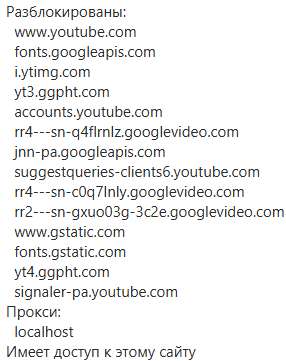 Разблокированы:
www.youtube.com
fonts.googleapis.com
i.ytimg.com
yt3.ggpht.com
accounts.youtube.com
rr4---sn-q4flrnlz.googlevideo.com
jnn-pa.googleapis.com
suggestqueries-clients6.youtube.com
rr4---sn-c0q7lnly.googlevideo.com
rr2---sn-gxuo03g-3c2e.googlevideo.com
www.gstatic.com
fonts.gstatic.com
yt4.ggpht.com
signaler-pa.youtube.com
Прокси:
localhost
Имеет доступ к этому сайту